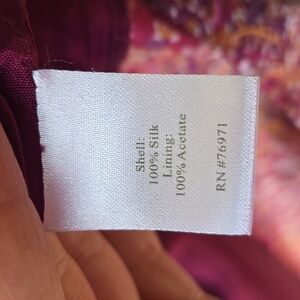 Shell:
100% Silk
Lining:
100% Acetate
RN #76971